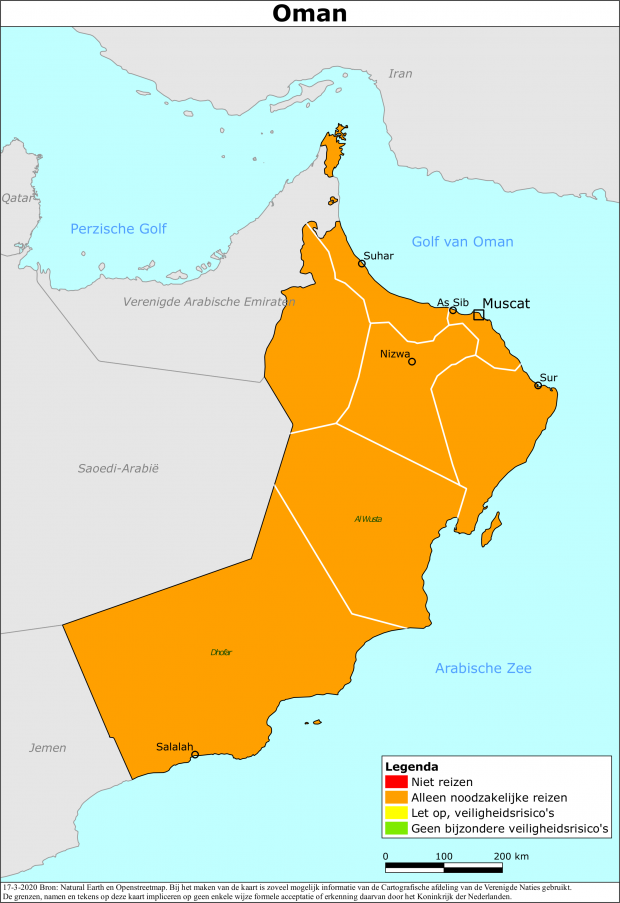 Oman
Iran
Qatar
Perzische Golf
Golf van Oman
Suhar
Verenigde Arabische Emiraten
As Sib
Muscat
Nizwa
Sur
Saoedi-Arabië
Al Wusta
Dhofar
Arabische Zee
Jemen
Salalah
Legenda
Niet reizen
Alleen noodzakelijke reizen
Let op, veiligheidsrisico's
Geen bijzondere veiligheidsrisico's
0 100 200 km
17-3-2020 Bron: Natural Earth en Openstreetmap. Bij het maken van de kaart is zoveel mogelijk informatie van de Cartografische afdeling van de Verenigde Naties gebruikt.
De grenzen, namen en tekens op deze kaart impliceren op geen enkele wijze formele acceptatie of erkenning daarvan door het Koninkrijk der Nederlanden.